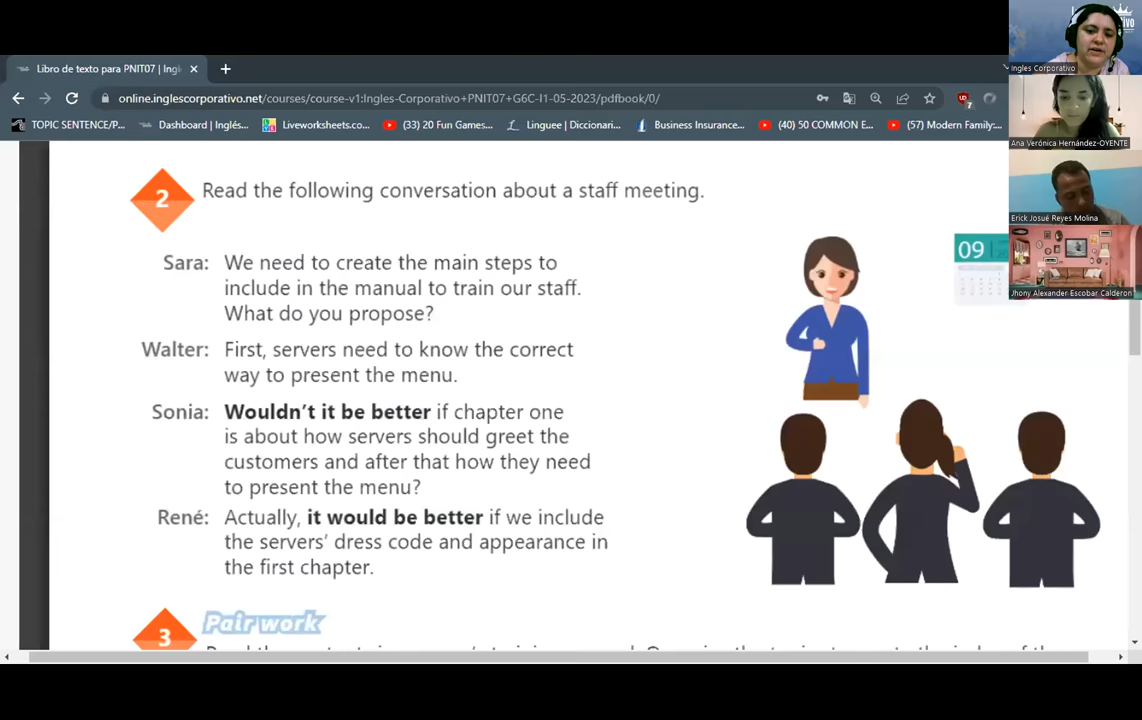 Libro de texto para PNIT07 | Ingl
online.inglescorporativo.net/courses/course-v1:Ingles-Corporativo+PNIT07+G6C-I1-05-2023/pdfbook/0/
7
TOPIC SENTENCE/P...
Dashboard | Inglés...
Liveworksheets.co...
(33) 20 Fun Games...
Linguee | Diccionari...
Business Insurance...
(40) 50 COMMON E...
(57) Modern Family:...
Ingles Corporativo
Ana Verónica Hernández-OYENTE
Erick Josué Reyes Molina
Jhony Alexander Escobar Calderon
2
Read the following conversation about a staff meeting.
09
Sara: We need to create the main steps to
include in the manual to train our staff.
What do you propose?
Walter: First, servers need to know the correct
way to present the menu.
Sonia: Wouldn't it be better if chapter one
is about how servers should greet the
customers and after that how they need
to present the menu?
René: Actually, it would be better if we include
the servers' dress code and appearance in
the first chapter.
3
Pair work